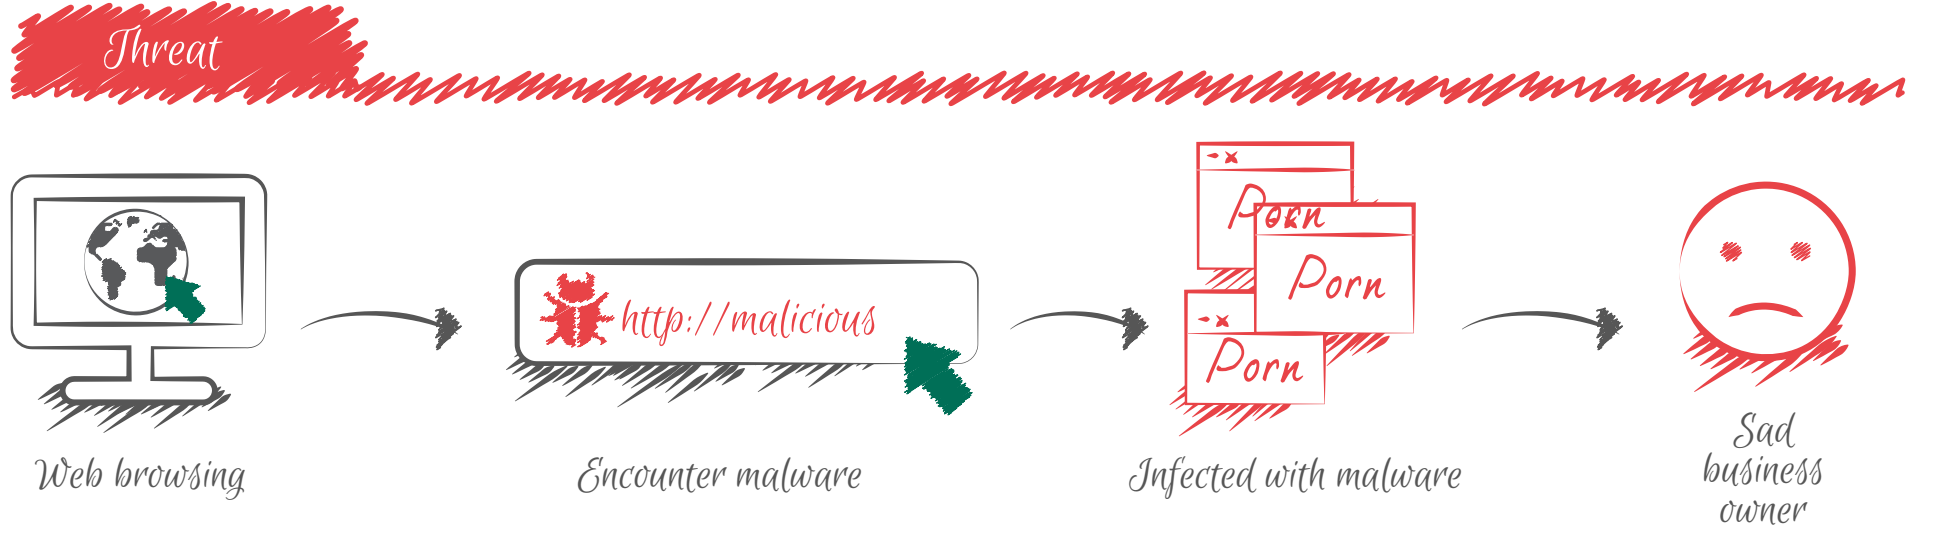 Threat
http://malicious
Porn
Porn
Porn
Web browsing
Encounter malware
Infected with malware
Sad
business
owner